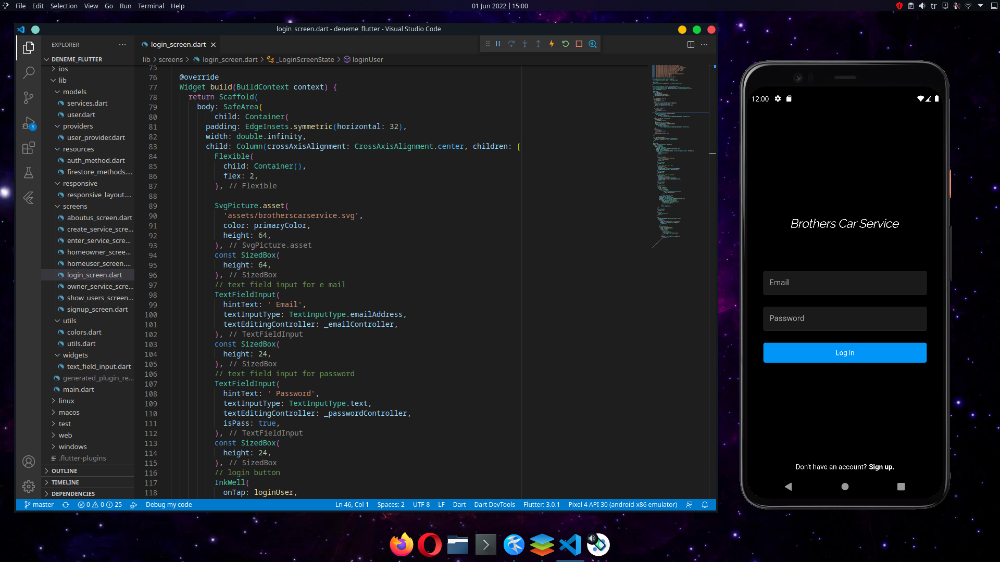 File Edit Selection View Go Run Terminal Help
01 Jun 2022 | 15:00
tr
login_screen.dart - deneme_flutter - Visual Studio Code
EXPLORER
login_screen.dart
DENEME_FLUTTER
lib > screens > login_screen.dart > _LoginScreenState > loginUser
ios
lib
models
services.dart
user.dart
providers
user_provider.dart
resources
auth_method.dart
firestore_methods....
responsive
responsive_layout....
screens
aboutus_screen.dart
create_service_scre...
enter_service_scre...
homeowner_scree...
homeuser_screen....
login_screen.dart
owner_service_scre...
show_users_screen...
signup_screen.dart
utils
colors.dart
utils.dart
widgets
text_field_input.dart
generated_plugin_re...
main.dart
linux
macos
test
web
windows
.flutter-plugins
OUTLINE
TIMELINE
DEPENDENCIES
1
75
76 @override
77 Widget build(BuildContext context) {
78 return Scaffold(
79 body: SafeArea(
80 child: Container(
81 padding: EdgeInsets.symmetric(horizontal: 32),
82 width: double.infinity,
83 child: Column(crossAxisAlignment: CrossAxisAlignment.center, children: [
84 Flexible(
85 child: Container(),
86 flex: 2,
87 ), // Flexible
88
89 SvgPicture.asset(
90 'assets/brotherscarservice.svg',
91 color: primaryColor,
92 height: 64,
93 ), // SvgPicture.asset
94 const SizedBox(
95 height: 64,
96 ), // SizedBox
97 // text field input for e mail
98 TextFieldInput(
99 hintText: ' Email',
100 textInputType: TextInputType.emailAddress,
101 textEditingController: _emailController,
102 ), // TextFieldInput
103 const SizedBox(
104 height: 24,
105 ), // SizedBox
106 // text field input for password
107 TextFieldInput(
108 hintText: ' Password',
109 textInputType: TextInputType.text,
110 textEditingController: _passwordController,
111 isPass: true,
112 ), // TextFieldInput
113 const SizedBox(
114 height: 24,
115 ), // SizedBox
116 // login button
117 InkWell(
118 onTap: loginUser,
master 0 0 25 Debug my code Ln 46, Col 1 Spaces: 2 UTF-8 LF Dart Dart DevTools Flutter: 3.0.1 Pixel 4 API 30 (android-x86 emulator)
12:00
Brothers Car Service
Email
Password
Log in
Don't have an account? Sign up.